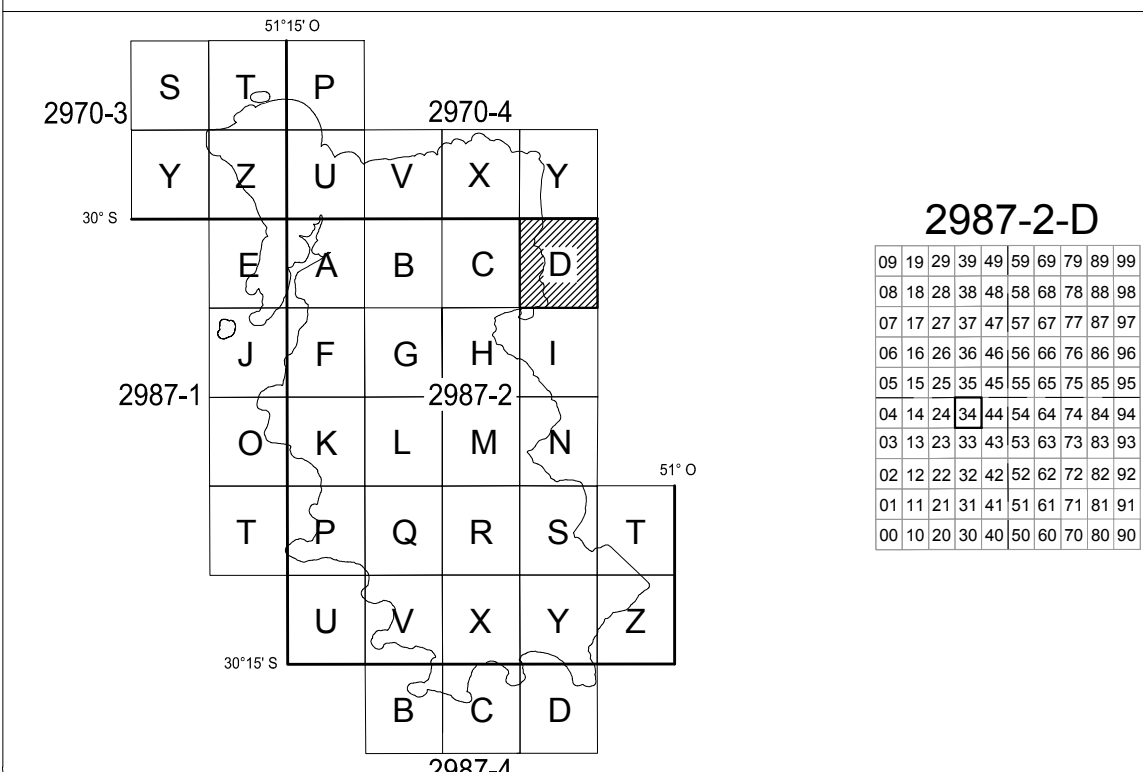 51°15' O
S T P
2970-3 2970-4
Y Z U V X Y
30° S
E A B C D
J F G H I
2987-1 2987-2
O K L M N
51° O
T P Q R S T
U V X Y Z
30°15' S
B C D
2987-4
2987-2-D
09 19 29 39 49 59 69 79 89 99
08 18 28 38 48 58 68 78 88 98
07 17 27 37 47 57 67 77 87 97
06 16 26 36 46 56 66 76 86 96
05 15 25 35 45 55 65 75 85 95
04 14 24 34 44 54 64 74 84 94
03 13 23 33 43 53 63 73 83 93
02 12 22 32 42 52 62 72 82 92
01 11 21 31 41 51 61 71 81 91
00 10 20 30 40 50 60 70 80 90